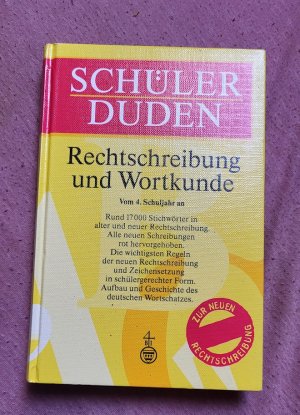 SCHÜLER
DUDEN
Rechtschreibung
und Wortkunde
Vom 4. Schuljahr an
Rund 17 000 Stichwörter in
alter und neuer Rechtschreibung.
Alle neuen Schreibungen
rot hervorgehoben.
Die wichtigsten Regeln
der neuen Rechtschreibung
und Zeichensetzung
in schülergerechter Form.
Aufbau und Geschichte des
deutschen Wortschatzes.
ZUR NEUEN
RECHTSCHREIBUNG